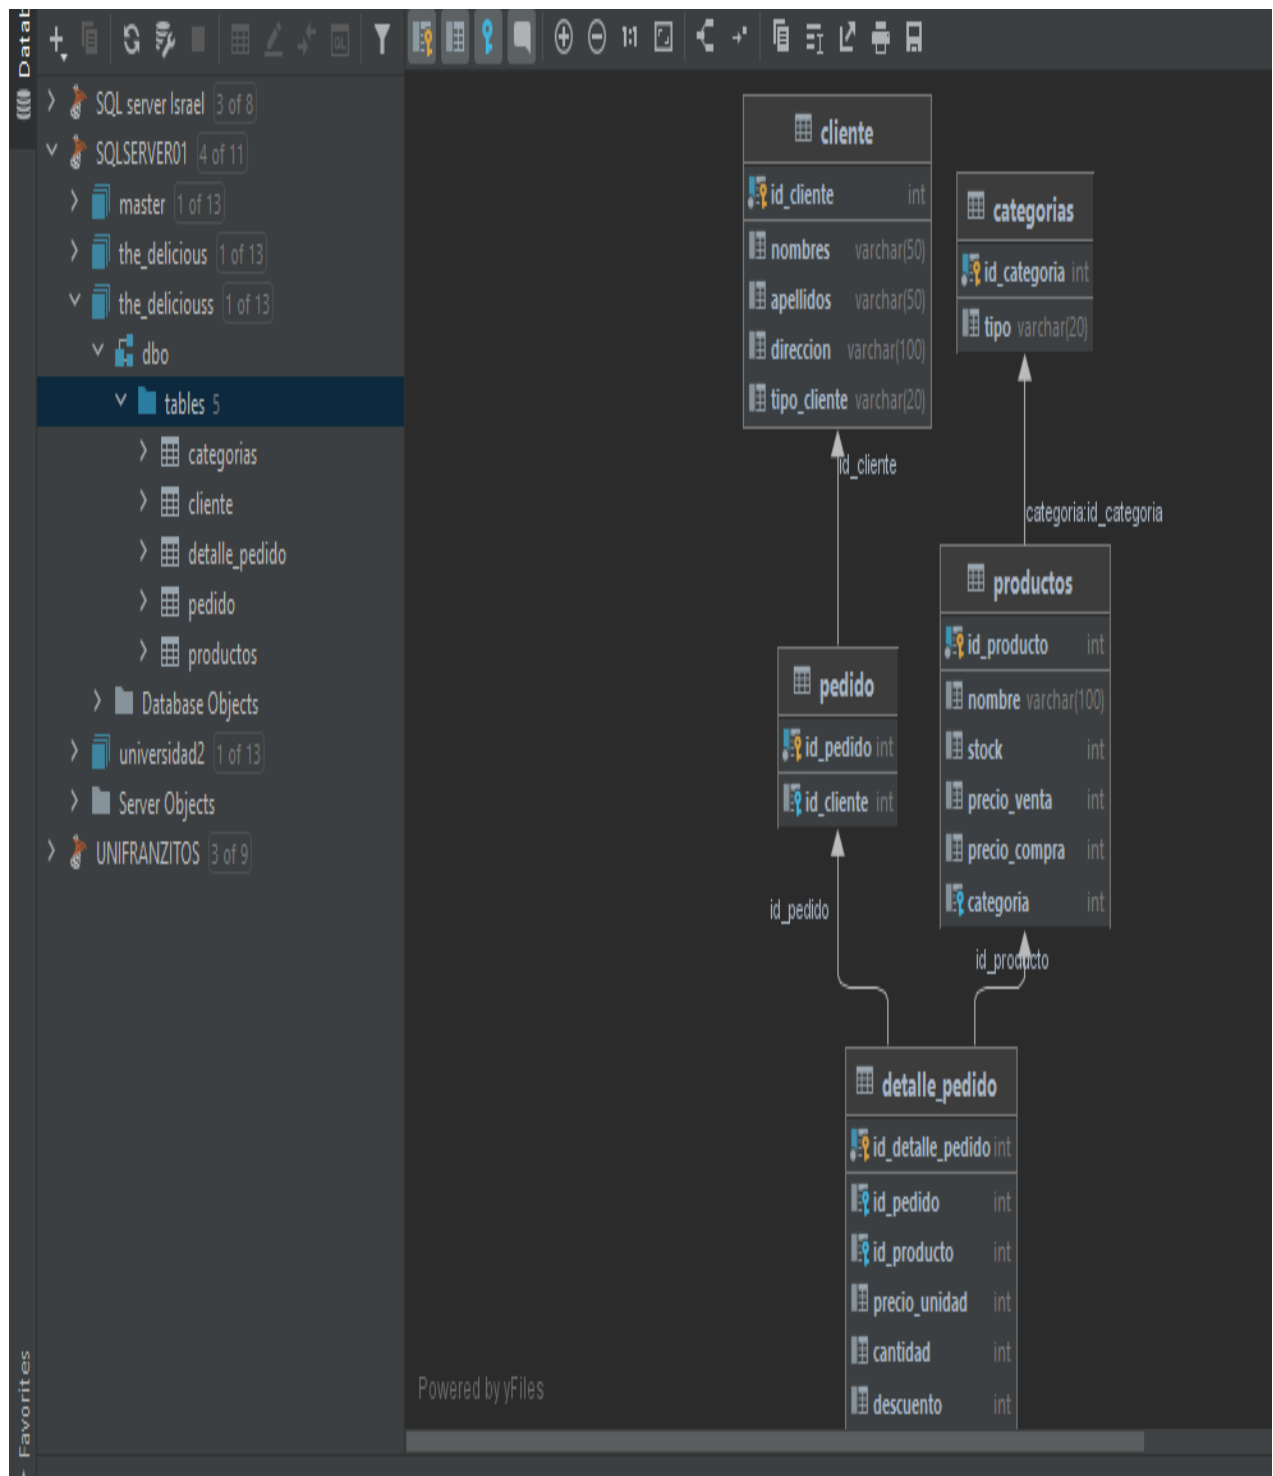 Datab
SQL server Israel 3 of 8
SQLSERVER01 4 of 11
master 1 of 13
the_delicious 1 of 13
the_deliciouss 1 of 13
dbo
tables 5
categorias
cliente
detalle_pedido
pedido
productos
Database Objects
universidad2 1 of 13
Server Objects
UNIFRANZITOS 3 of 9
Favorites
QL
1:1
cliente
id_cliente int
nombres varchar(50)
apellidos varchar(50)
direccion varchar(100)
tipo_cliente varchar(20)
id_cliente
categorias
id_categoria int
tipo varchar(20)
categoria:id_categoria
productos
id_producto int
nombre varchar(100)
stock int
precio_venta int
precio_compra int
categoria int
id_producto
pedido
id_pedido int
id_cliente int
id_pedido
detalle_pedido
id_detalle_pedido int
id_pedido int
id_producto int
precio_unidad int
cantidad int
descuento int
Powered by yFiles